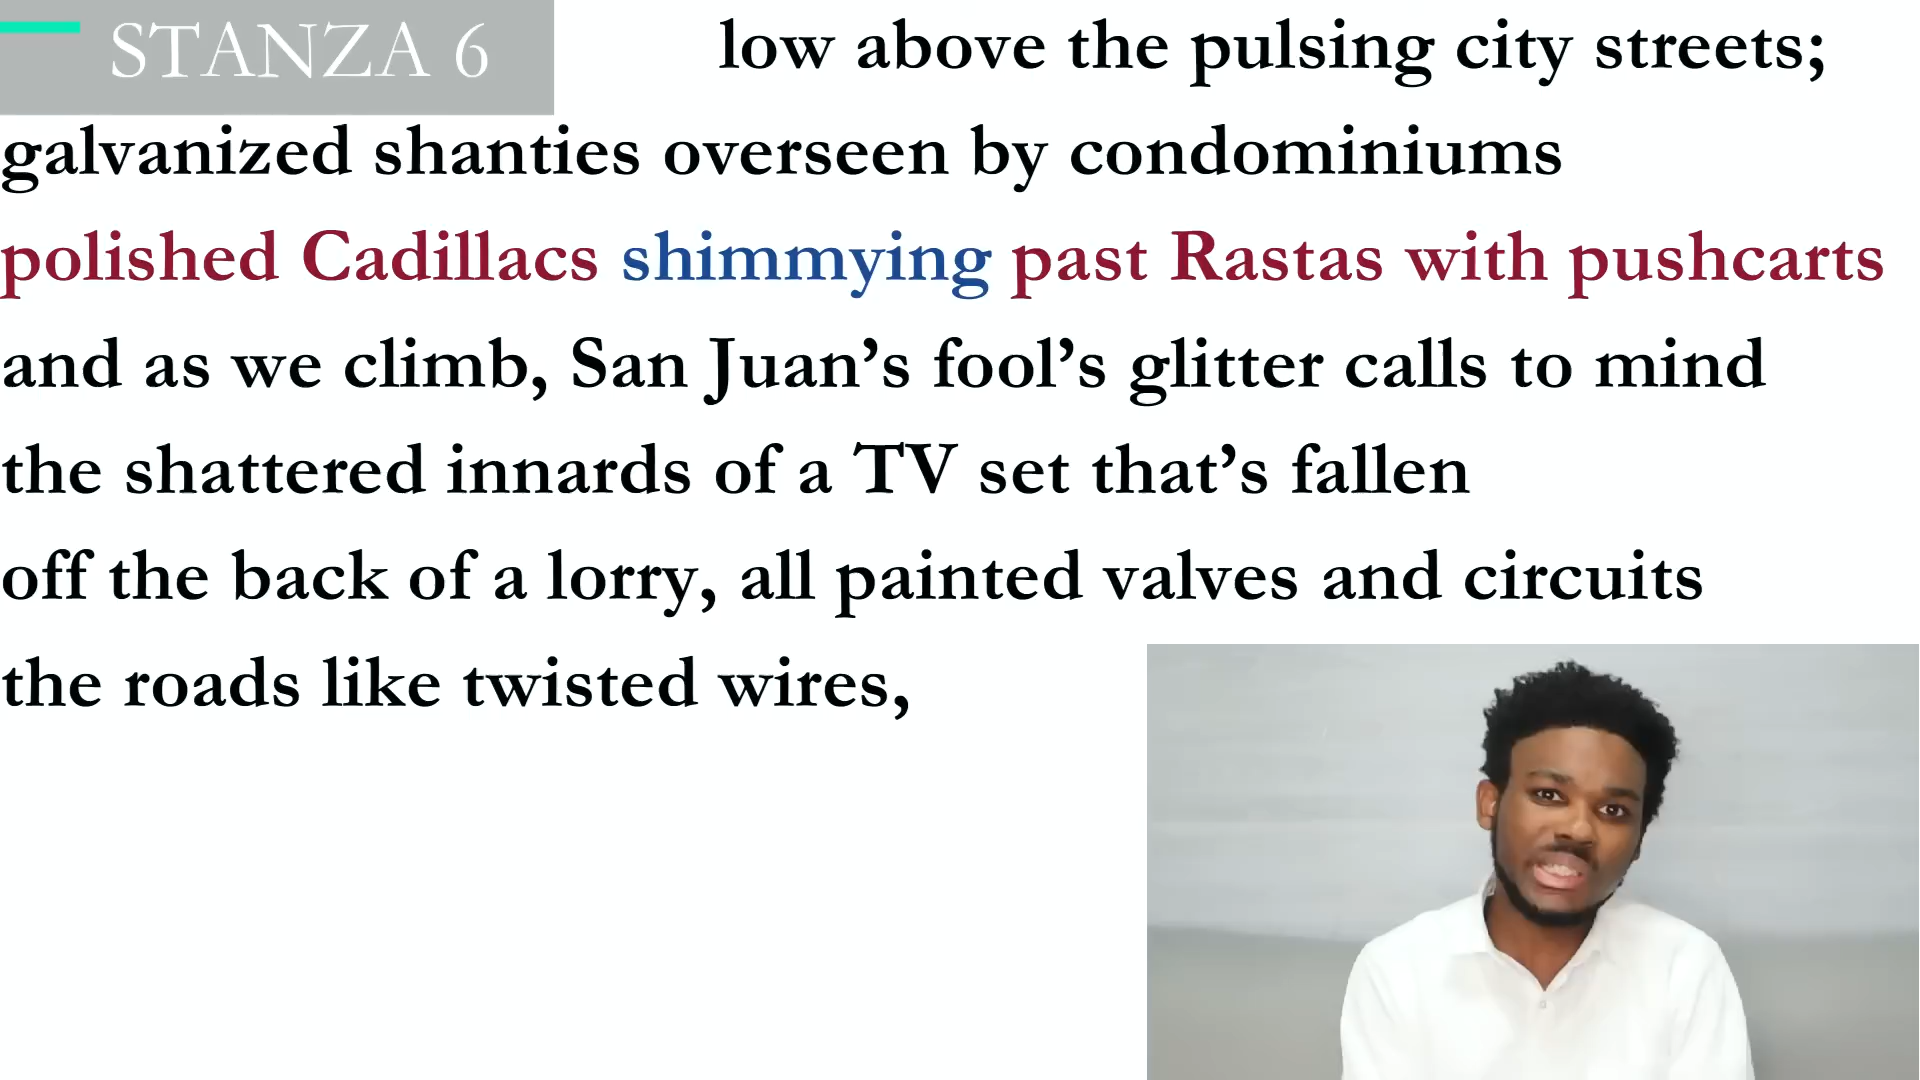 STANZA 6
low above the pulsing city streets;
galvanized shanties overseen by condominiums
polished Cadillacs shimmying past Rastas with pushcarts
and as we climb, San Juan’s fool’s glitter calls to mind
the shattered innards of a TV set that’s fallen
off the back of a lorry, all painted valves and circuits
the roads like twisted wires,